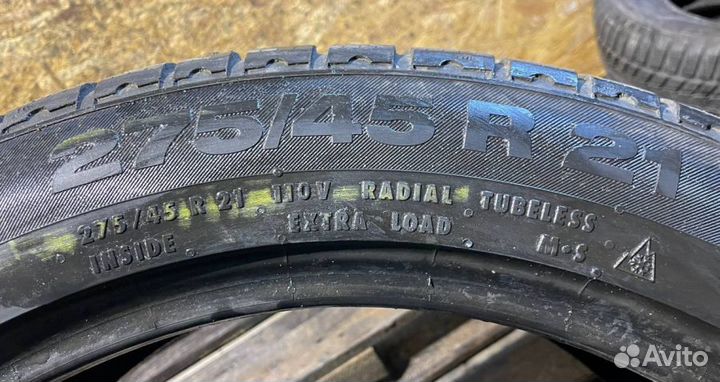 275/45 R 21
275/45 R 21 110V RADIAL TUBELESS
INSIDE EXTRA LOAD M+S
Avito